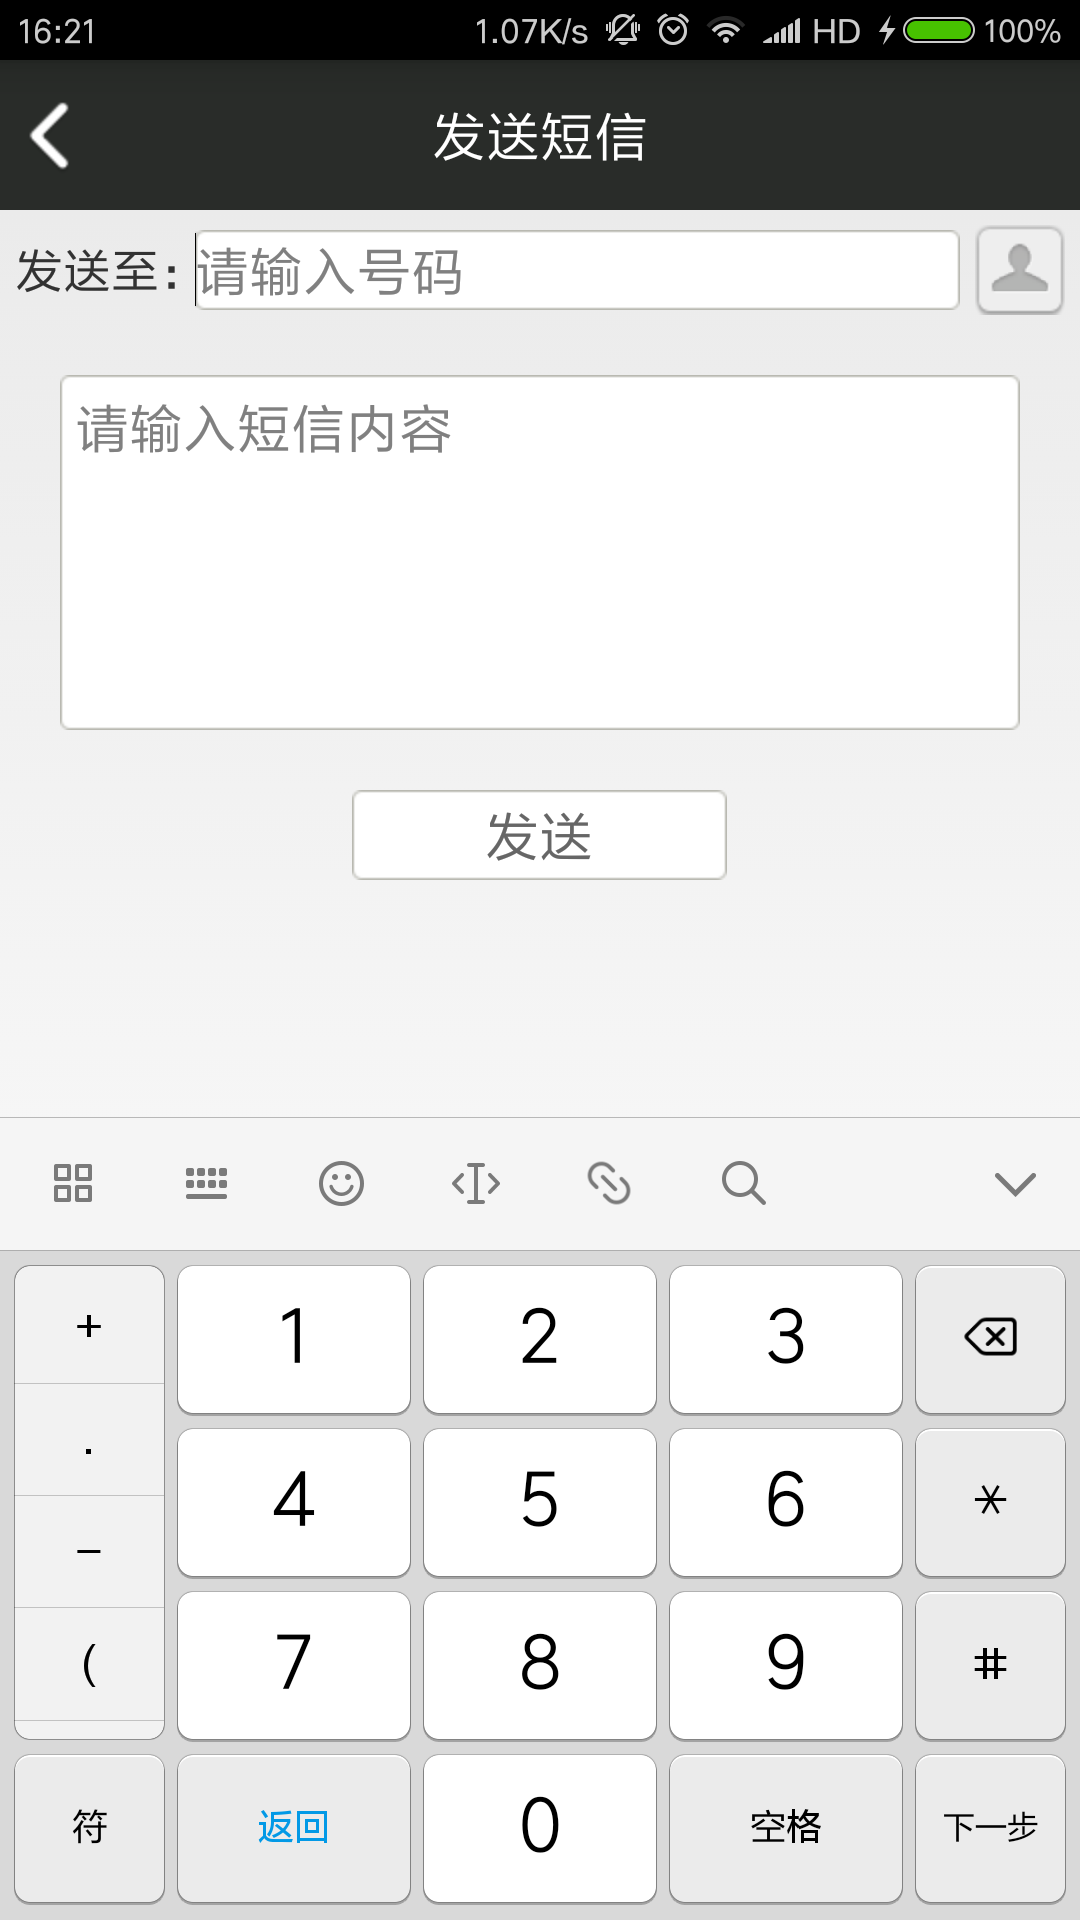 16:21 1.07K/s HD 100%
发送短信
发送至: 请输入号码
请输入短信内容
发送
+ 1 2 3
. 4 5 6 *
- 7 8 9 #
(
符 返回 0 空格 下一步